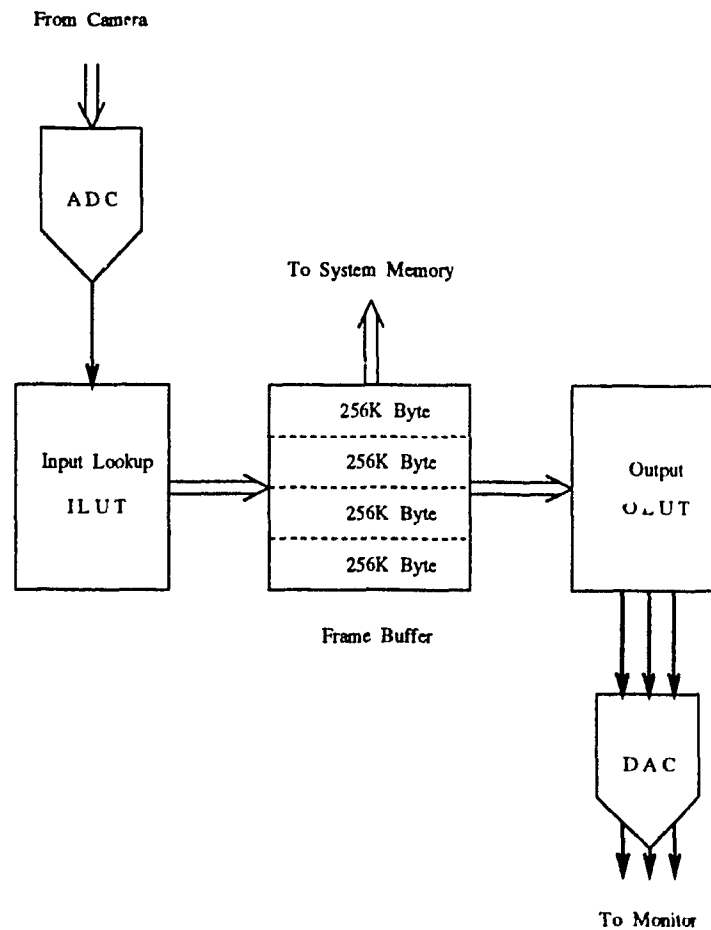 From Camera
ADC
To System Memory
Input Lookup
ILUT
256K Byte
256K Byte
256K Byte
256K Byte
Output
Frame Buffer
DAC
To Monitor